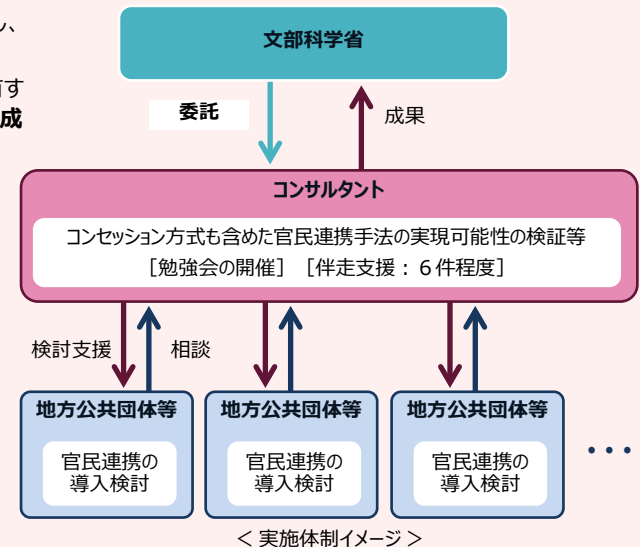 文部科学省
委託
成果
成
コンサルタント
コンセッション方式も含めた官民連携手法の実現可能性の検証等
［勉強会の開催］［伴走支援：６件程度］
検討支援
相談
地方公共団体等
地方公共団体等
地方公共団体等
官民連携の
導入検討
官民連携の
導入検討
官民連携の
導入検討
・・・
＜実施体制イメージ＞